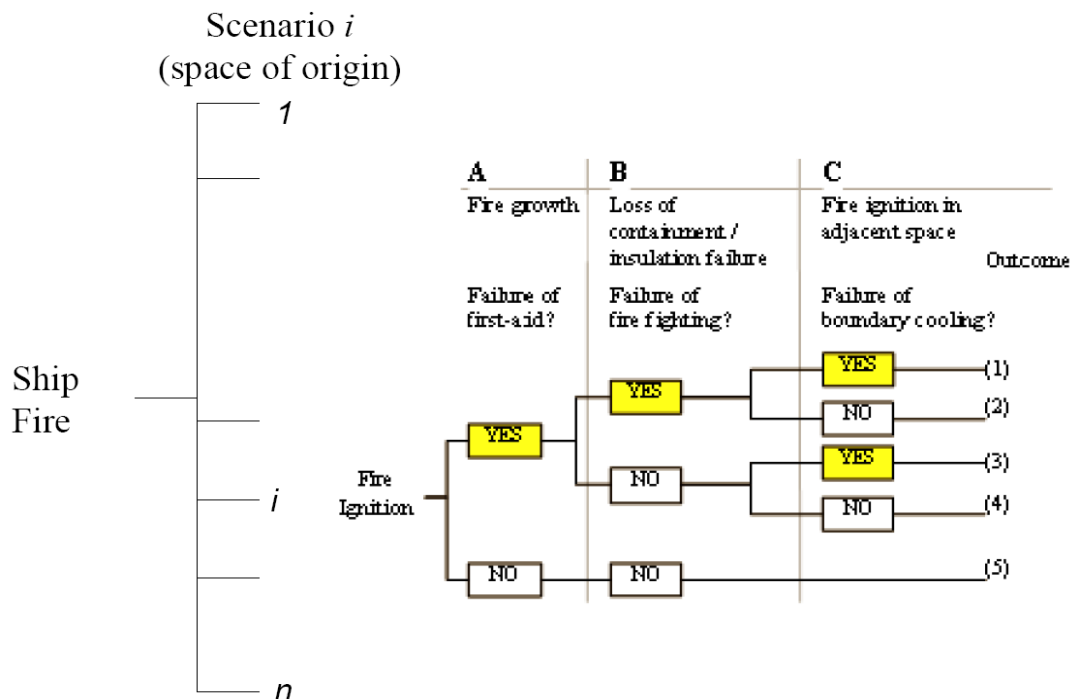 Scenario i
(space of origin)
1
Ship
Fire
i
n
A
Fire growth
Failure of
first-aid?
B
Loss of
containment /
insulation failure
Failure of
fire fighting?
C
Fire ignition in
adjacent space
Failure of
boundary cooling?
Outcome
Fire
Ignition
YES
NO
YES
NO
NO
YES
NO
YES
NO
(1)
(2)
(3)
(4)
(5)